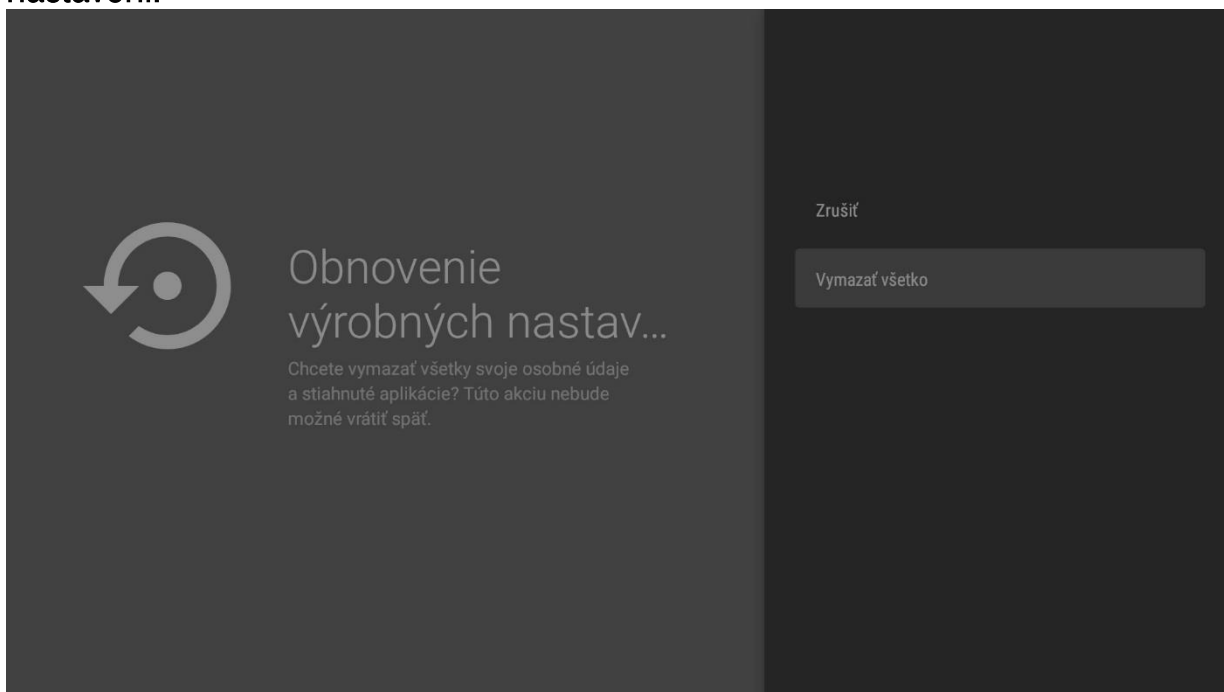 Obnovenie
výrobných nastav...
Chcete vymazať všetky svoje osobné údaje
a stiahnuté aplikácie? Túto akciu nebude
možné vrátiť späť.
Zrušiť
Vymazať všetko